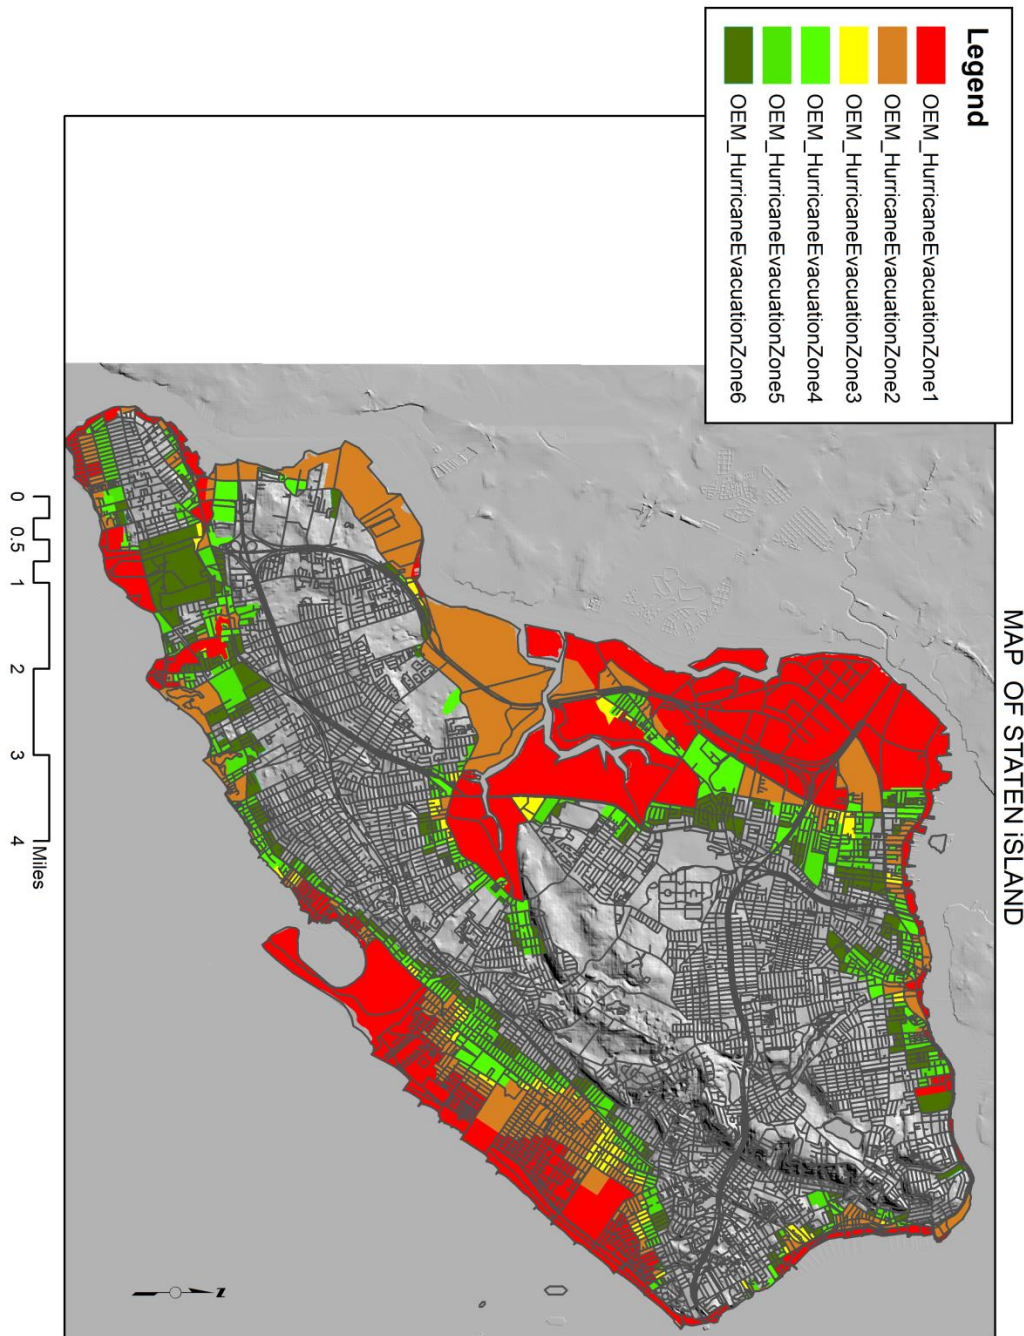 MAP OF STATEN iSLAND
Legend
OEM_HurricaneEvacuationZone1
OEM_HurricaneEvacuationZone2
OEM_HurricaneEvacuationZone3
OEM_HurricaneEvacuationZone4
OEM_HurricaneEvacuationZone5
OEM_HurricaneEvacuationZone6
0 0.5 1 2 3 4
Miles
N